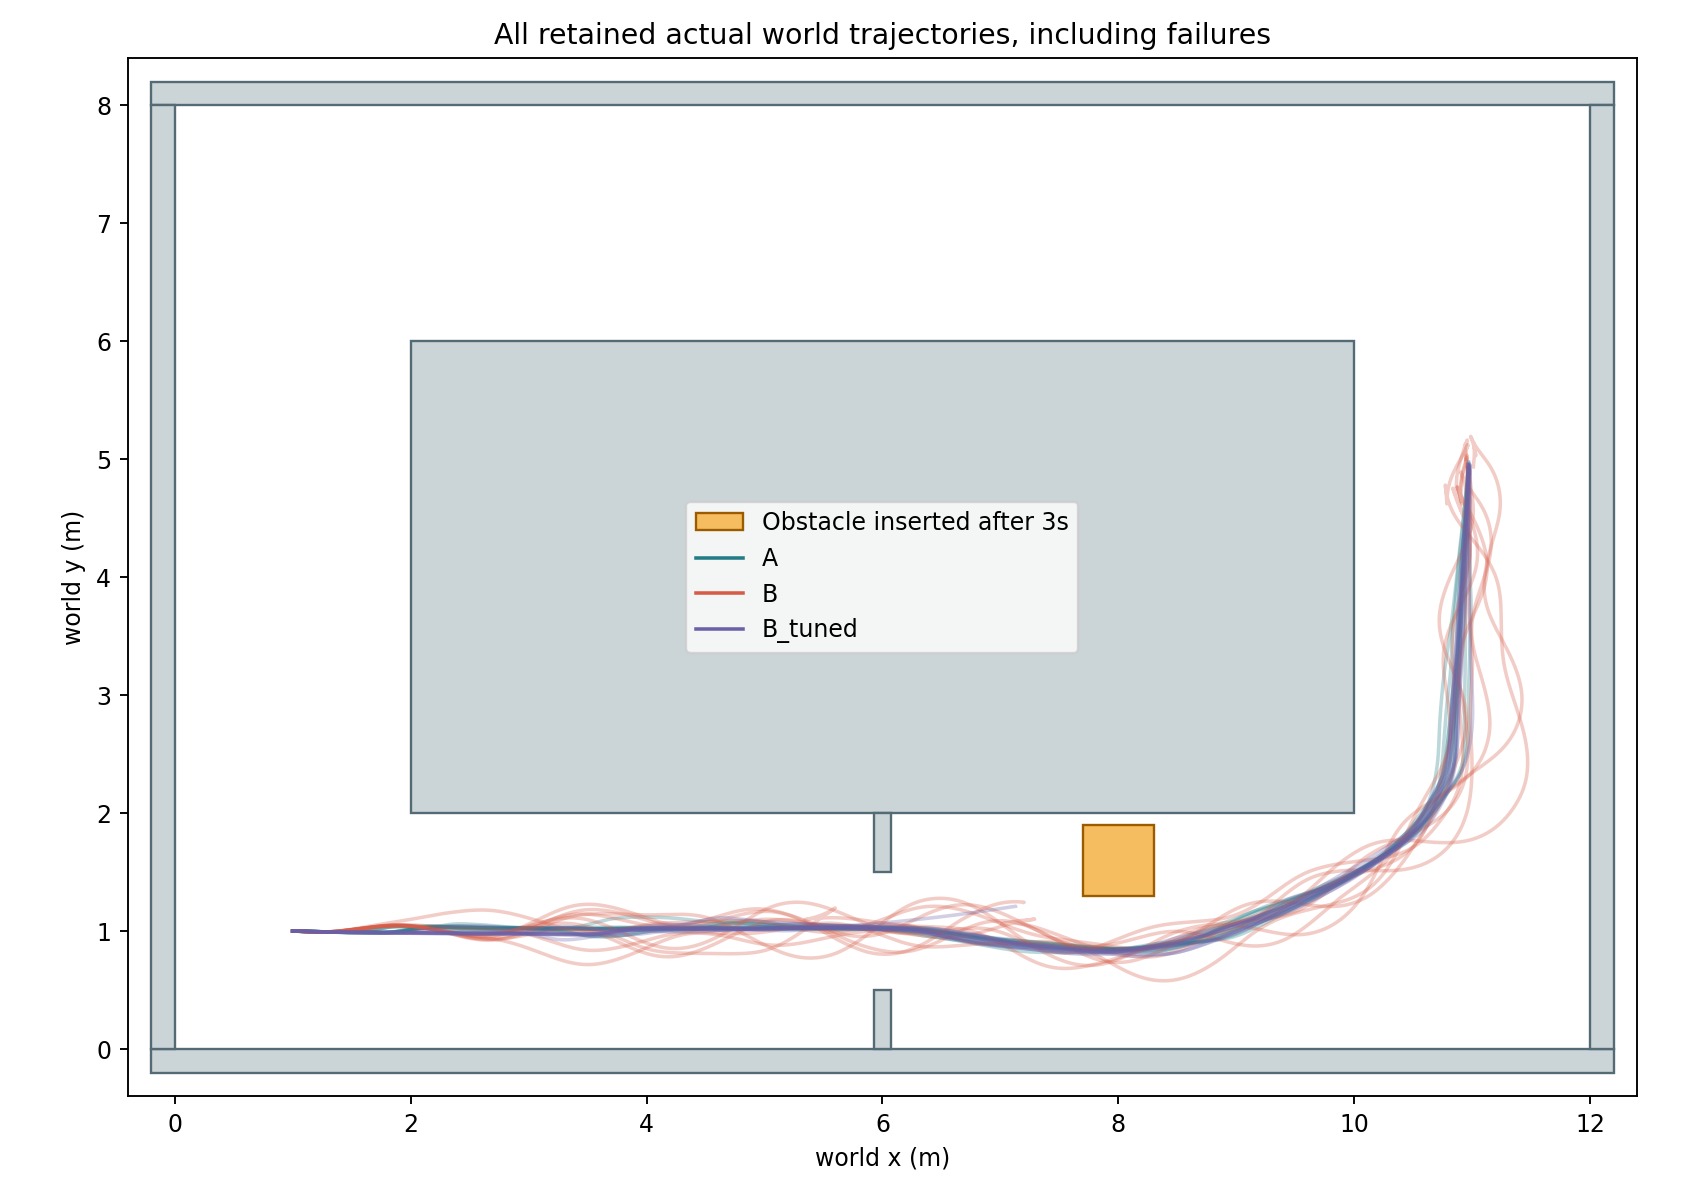 All retained actual world trajectories, including failures
world y (m)
8
7
6
5
4
3
2
1
0
Obstacle inserted after 3s
A
B
B_tuned
0
2
4
6
8
10
12
world x (m)